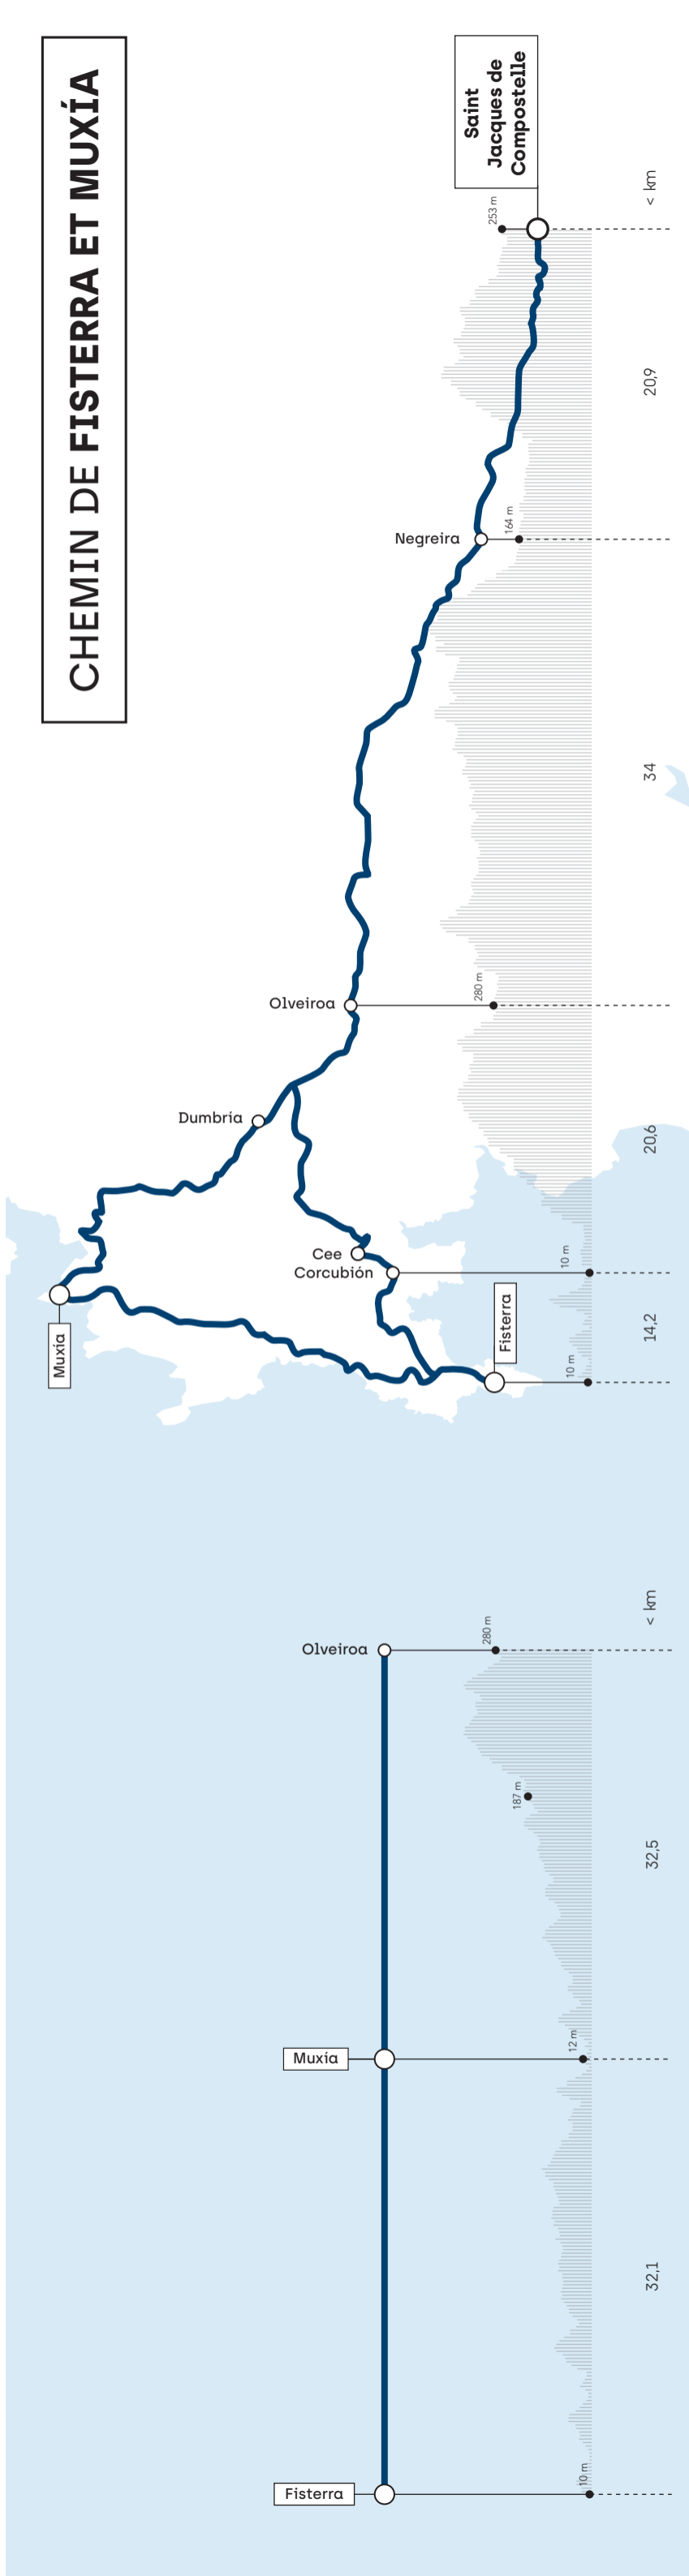 CHEMIN DE FISTERRA ET MUXÍA
Saint
Jacques de
Compostelle
253 m
< km
20,9
Negreira
164 m
34
Olveiroa
280 m
Dumbría
20,6
Cee
Corcubión
10 m
Muxía
Fisterra
14,2
10 m
< km
Olveiroa
280 m
187 m
32,5
Muxía
12 m
32,1
Fisterra
10 m